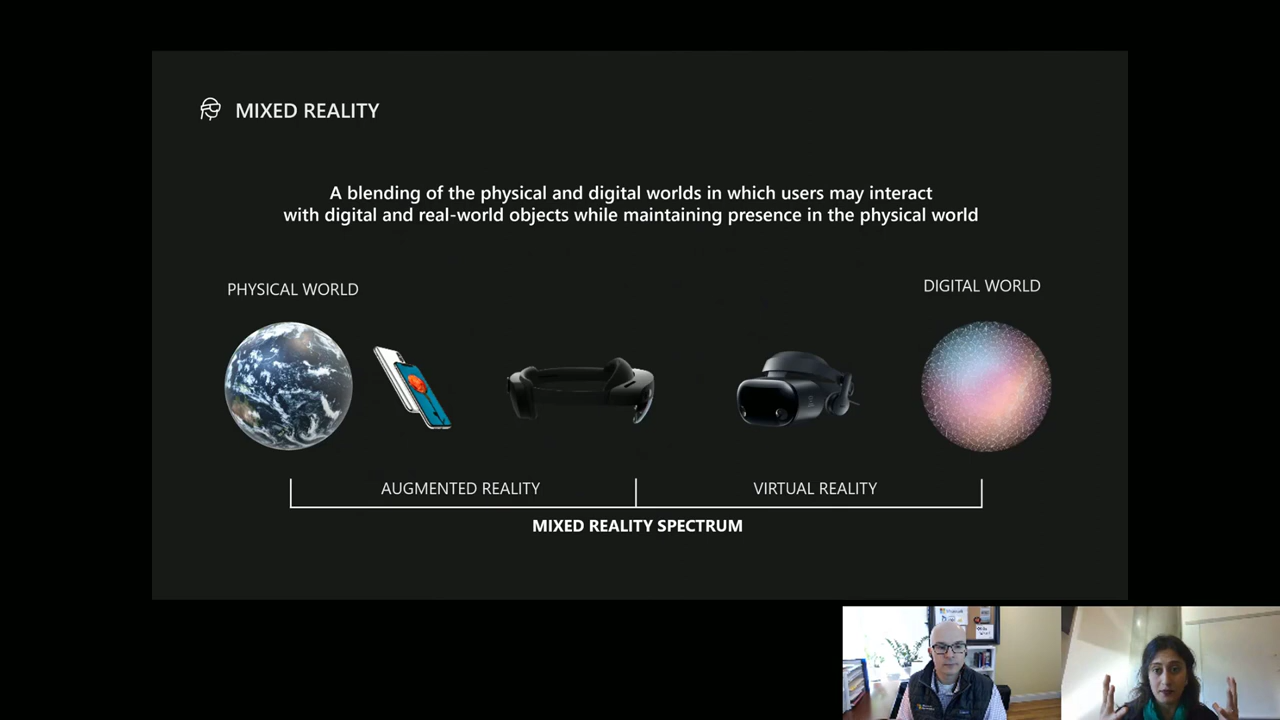 MIXED REALITY
A blending of the physical and digital worlds in which users may interact
with digital and real-world objects while maintaining presence in the physical world
PHYSICAL WORLD
DIGITAL WORLD
AUGMENTED REALITY
VIRTUAL REALITY
MIXED REALITY SPECTRUM